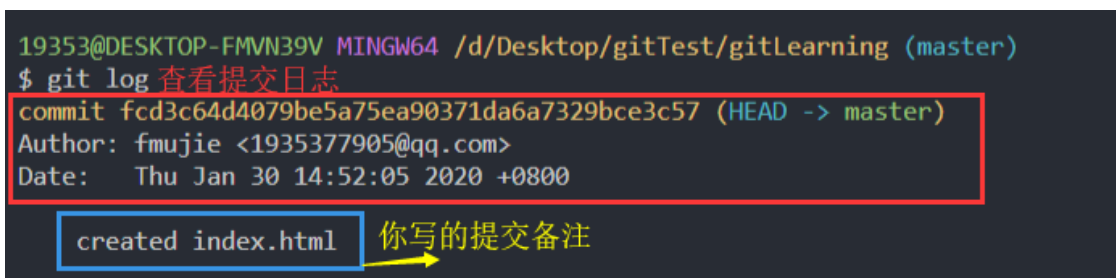 19353@DESKTOP-FMVN39V MINGW64 /d/Desktop/gitTest/gitLearning (master)
$ git log 查看提交日志
commit fcd3c64d4079be5a75ea90371da6a7329bce3c57 (HEAD -> master)
Author: fmujie <1935377905@qq.com>
Date:   Thu Jan 30 14:52:05 2020 +0800
created index.html 你写的提交备注